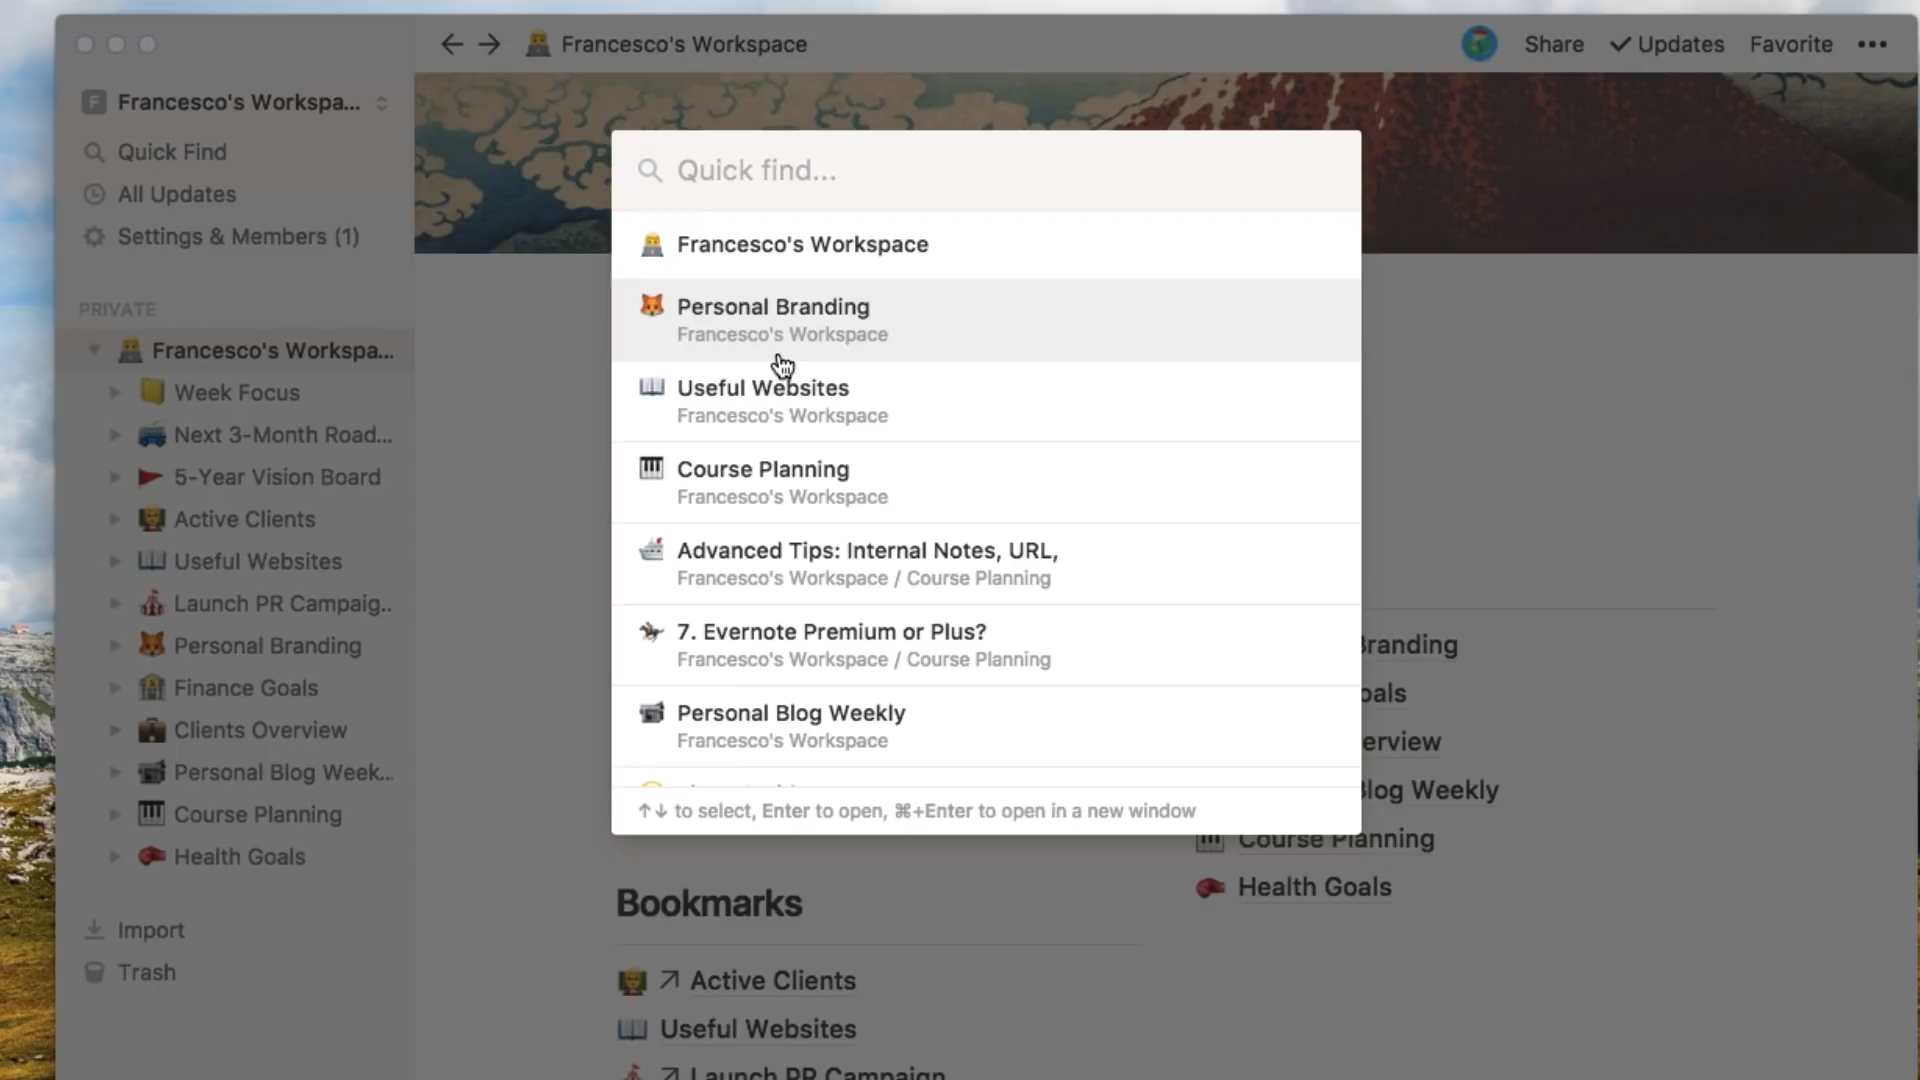 Francesco's Workspace
Share
Updates
Favorite
F
Francesco's Workspa...
Quick Find
All Updates
Settings & Members (1)
PRIVATE
Francesco's Workspa...
Week Focus
Next 3-Month Road...
5-Year Vision Board
Active Clients
Useful Websites
Launch PR Campaig..
Personal Branding
Finance Goals
Clients Overview
Personal Blog Week..
Course Planning
Health Goals
Import
Trash
Quick find...
Francesco's Workspace
Personal Branding
Francesco's Workspace
Useful Websites
Francesco's Workspace
Course Planning
Francesco's Workspace
Advanced Tips: Internal Notes, URL,
Francesco's Workspace / Course Planning
7. Evernote Premium or Plus?
Francesco's Workspace / Course Planning
Personal Blog Weekly
Francesco's Workspace
↑↓ to select, Enter to open, ⌘+Enter to open in a new window
Branding
oals
erview
Blog Weekly
Course Planning
Health Goals
Bookmarks
↗ Active Clients
Useful Websites
↗ Launch PR Campaign